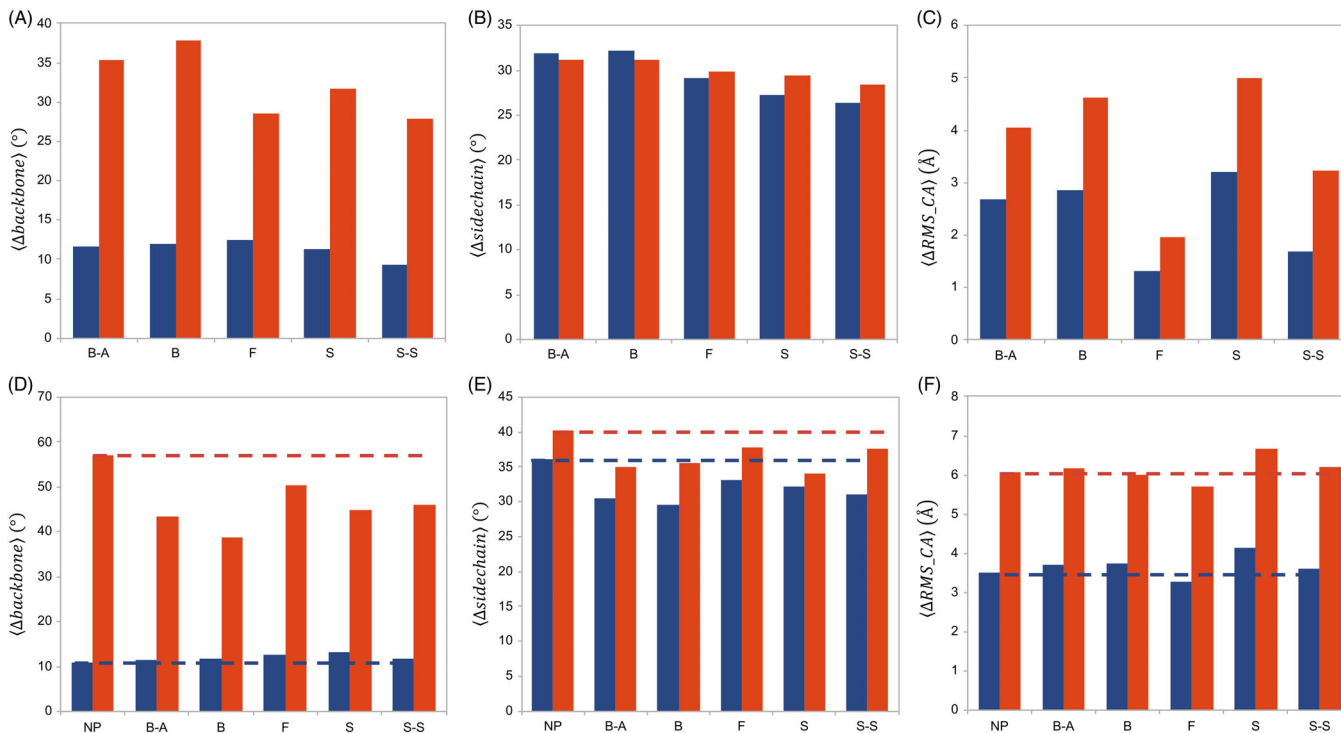 (A)
⟨Δbackbone⟩ (°)
40
35
30
25
20
15
10
5
0
B-A B F S S-S
(B)
⟨Δsidechain⟩ (°)
35
30
25
20
15
10
5
0
B-A B F S S-S
(C)
⟨ΔRMS_CA⟩ (Å)
6
5
4
3
2
1
0
B-A B F S S-S
(D)
⟨Δbackbone⟩ (°)
70
60
50
40
30
20
10
0
NP B-A B F S S-S
(E)
⟨Δsidechain⟩ (°)
45
40
35
30
25
20
15
10
5
0
NP B-A B F S S-S
(F)
⟨ΔRMS_CA⟩ (Å)
8
7
6
5
4
3
2
1
0
NP B-A B F S S-S